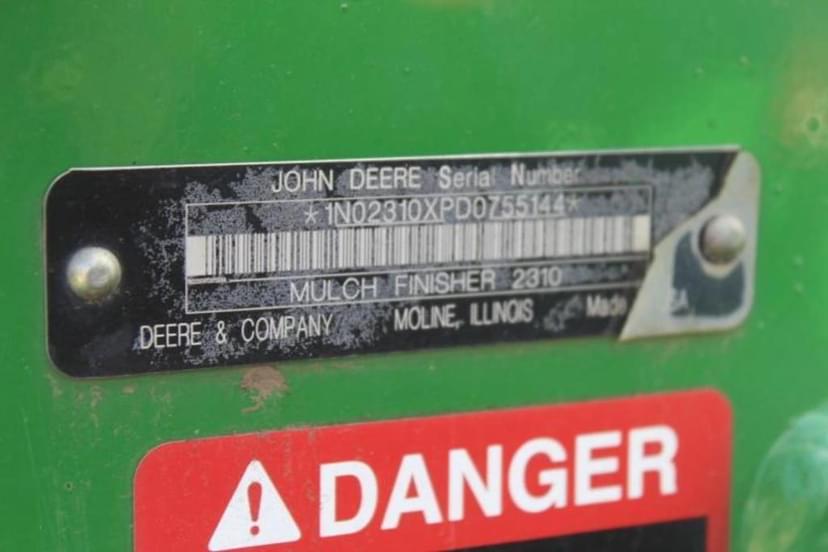 JOHN DEERE Serial Number
*1N02310XPD0755144*
MULCH FINISHER 2310
DEERE & COMPANY MOLINE, ILLINOIS Made
DANGER